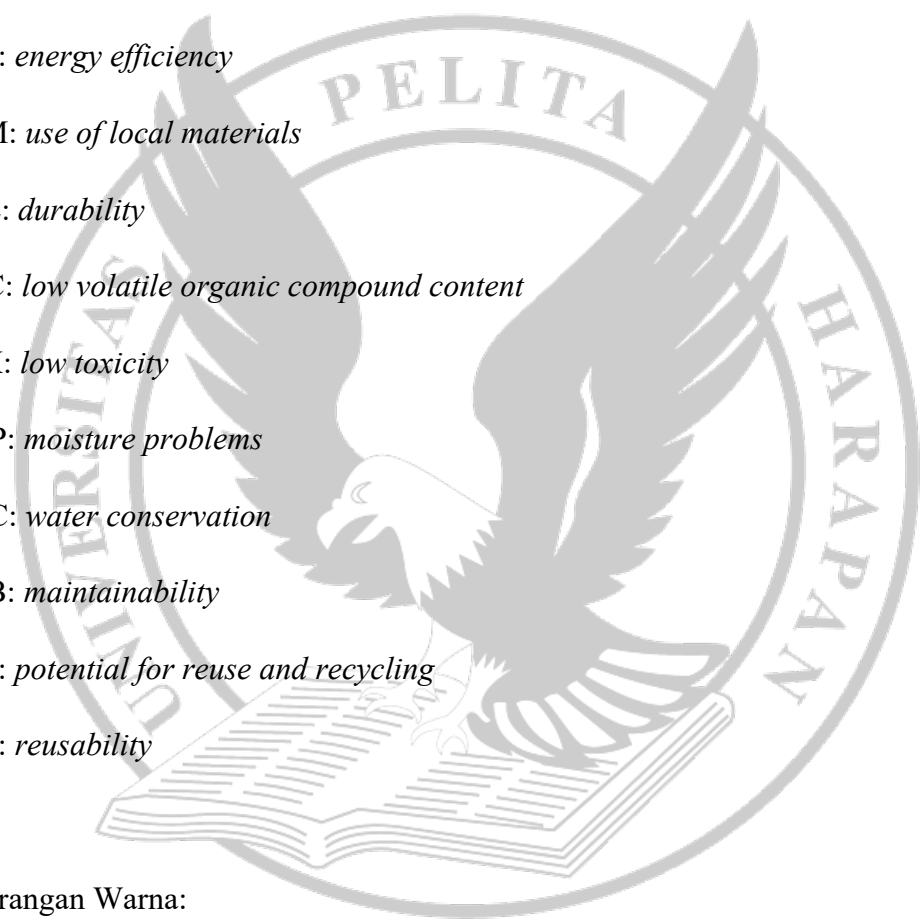 : energy efficiency
M: use of local materials
: durability
C: low volatile organic compound content
: low toxicity
P: moisture problems
C: water conservation
B: maintainability
: potential for reuse and recycling
: reusability
rangan Warna:
UNIVERSITAS PELITA HARAPAN